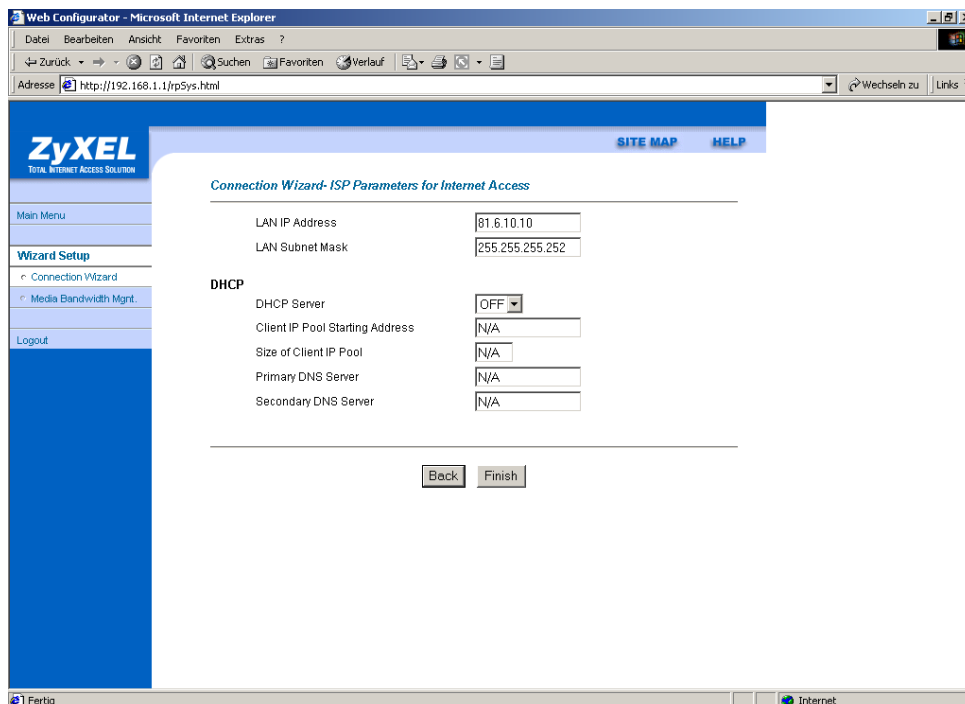 Web Configurator - Microsoft Internet Explorer
Datei Bearbeiten Ansicht Favoriten Extras ?
Zurück Suchen Favoriten Verlauf
Adresse http://192.168.1.1/rpSys.html Wechseln zu Links
ZyXEL
TOTAL INTERNET ACCESS SOLUTION
SITE MAP HELP
Main Menu
Wizard Setup
Connection Wizard
Media Bandwidth Mgnt.
Logout
Connection Wizard- ISP Parameters for Internet Access
LAN IP Address 81.6.10.10
LAN Subnet Mask 255.255.255.252
DHCP
DHCP Server OFF
Client IP Pool Starting Address N/A
Size of Client IP Pool N/A
Primary DNS Server N/A
Secondary DNS Server N/A
Back Finish
Fertig Internet